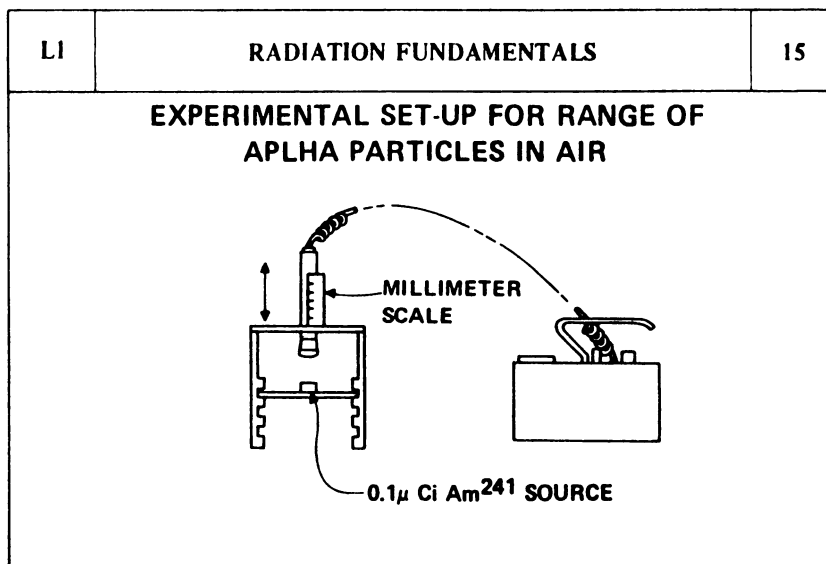 L1
RADIATION FUNDAMENTALS
15
EXPERIMENTAL SET-UP FOR RANGE OF
APLHA PARTICLES IN AIR
MILLIMETER
SCALE
0.1μ Ci Am²⁴¹ SOURCE